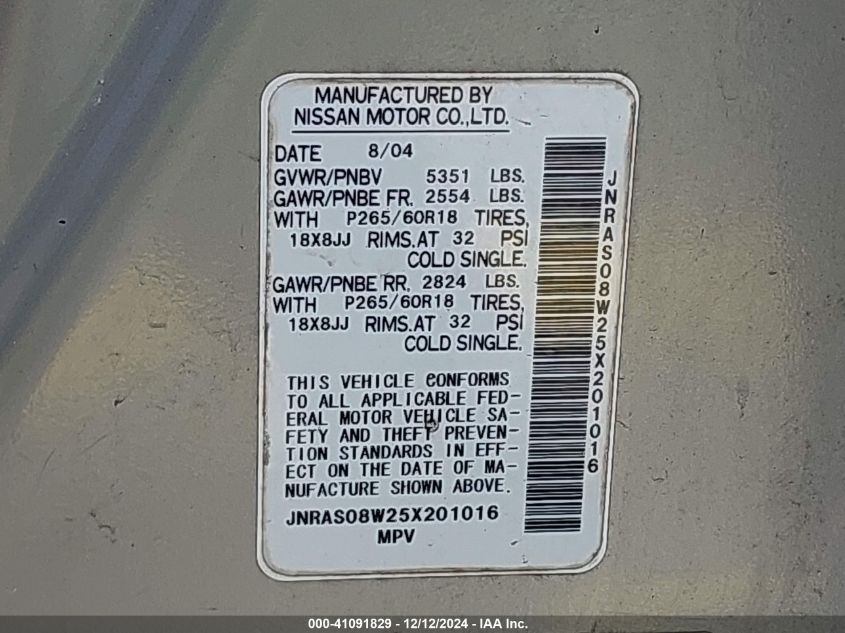 MANUFACTURED BY
NISSAN MOTOR CO.,LTD.
DATE 8/04
GVWR/PNBV 5351 LBS.
GAWR/PNBE FR. 2554 LBS.
WITH P265/60R18 TIRES,
18X8JJ RIMS.AT 32 PSI
COLD SINGLE.
GAWR/PNBE RR. 2824 LBS.
WITH P265/60R18 TIRES,
18X8JJ RIMS.AT 32 PSI
COLD SINGLE.
THIS VEHICLE CONFORMS
TO ALL APPLICABLE FED-
ERAL MOTOR VEHICLE SA-
FETY AND THEFT PREVEN-
TION STANDARDS IN EFF-
ECT ON THE DATE OF MA-
NUFACTURE SHOWN ABOVE.
JNRAS08W25X201016
MPV
JNRAS08W25X201016
000-41091829 - 12/12/2024 - IAA Inc.